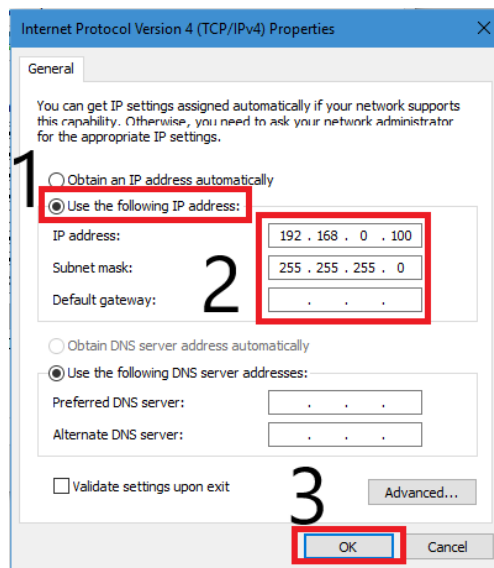 Internet Protocol Version 4 (TCP/IPv4) Properties
General
You can get IP settings assigned automatically if your network supports
this capability. Otherwise, you need to ask your network administrator
for the appropriate IP settings.
1
Obtain an IP address automatically
Use the following IP address:
IP address: 192 . 168 . 0 . 100
Subnet mask: 255 . 255 . 255 . 0
2
Default gateway: . . .
Obtain DNS server address automatically
Use the following DNS server addresses:
Preferred DNS server: . . .
Alternate DNS server: . . .
Validate settings upon exit
3
Advanced...
OK Cancel